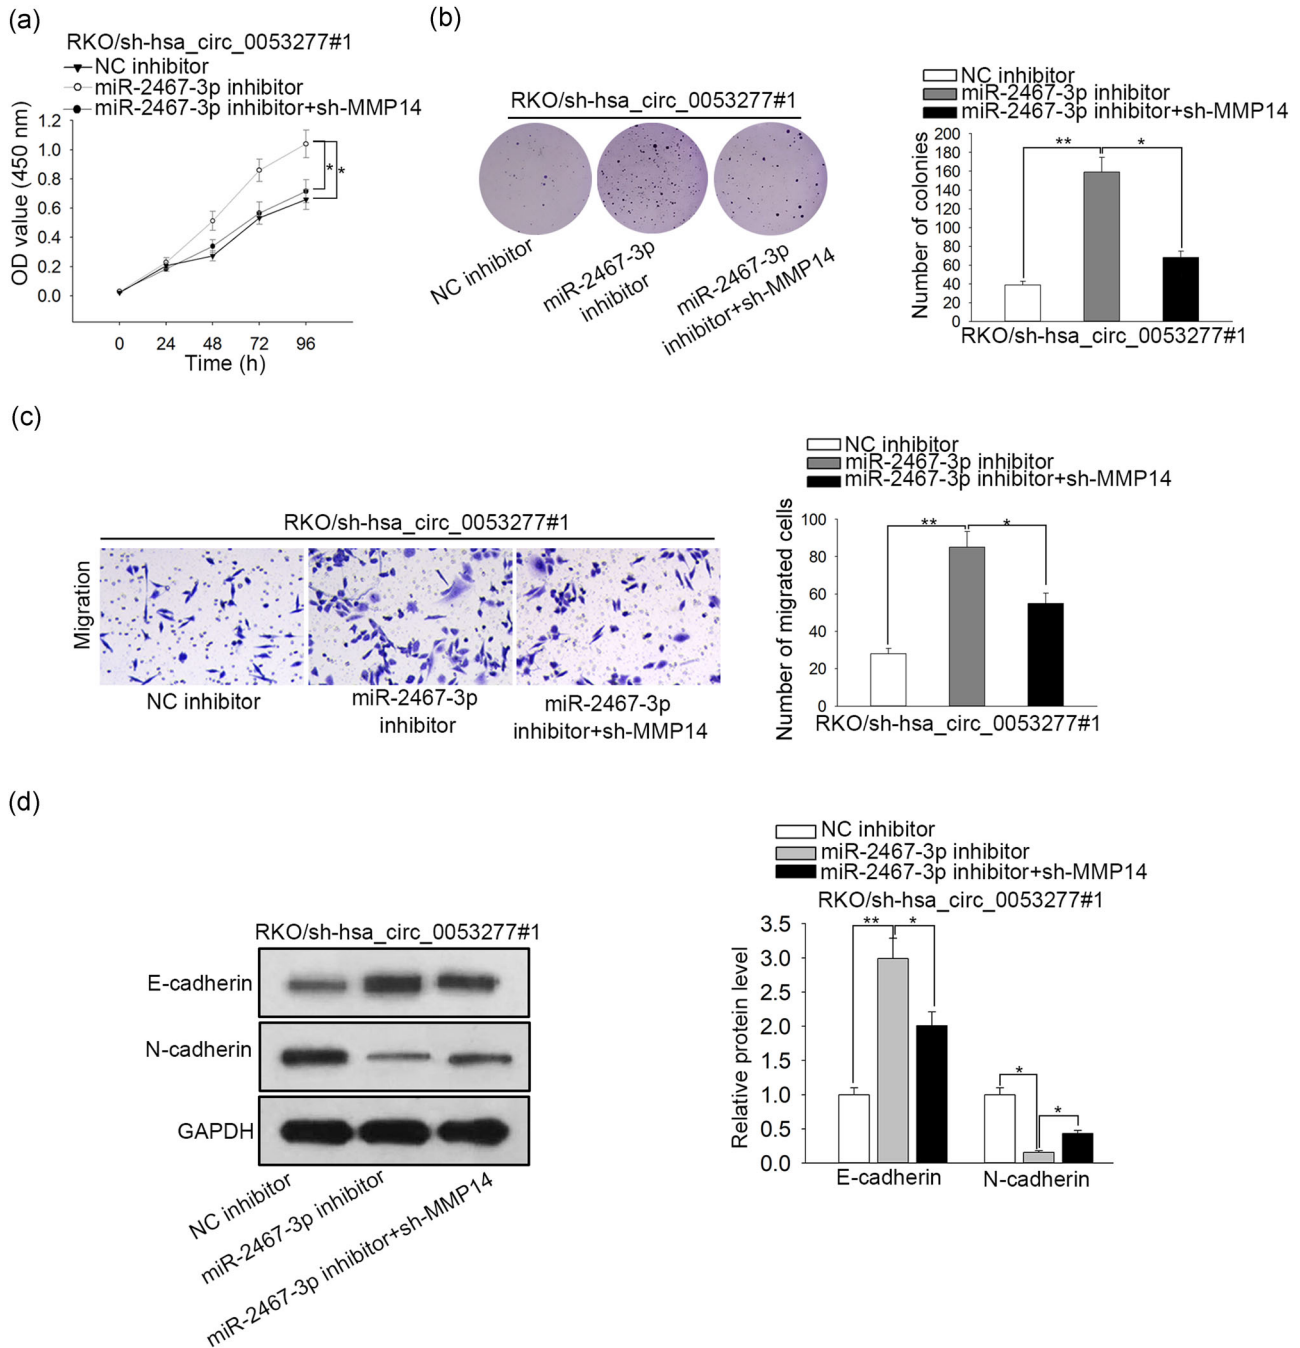 (a)
RKO/sh-hsa_circ_0053277#1
NC inhibitor
miR-2467-3p inhibitor
miR-2467-3p inhibitor+sh-MMP14
OD value (450 nm)
1.2
1.0
0.8
0.6
0.4
0.2
0.0
*
*
0 24 48 72 96
Time (h)
(b)
RKO/sh-hsa_circ_0053277#1
NC inhibitor
miR-2467-3p
inhibitor
miR-2467-3p
inhibitor+sh-MMP14
NC inhibitor
miR-2467-3p inhibitor
miR-2467-3p inhibitor+sh-MMP14
Number of colonies
200
180
160
140
120
100
80
60
40
20
0
** *
RKO/sh-hsa_circ_0053277#1
(c)
RKO/sh-hsa_circ_0053277#1
Migration
NC inhibitor
miR-2467-3p
inhibitor
miR-2467-3p
inhibitor+sh-MMP14
NC inhibitor
miR-2467-3p inhibitor
miR-2467-3p inhibitor+sh-MMP14
Number of migrated cells
100
80
60
40
20
0
** *
RKO/sh-hsa_circ_0053277#1
(d)
RKO/sh-hsa_circ_0053277#1
E-cadherin
N-cadherin
GAPDH
NC inhibitor
miR-2467-3p inhibitor
miR-2467-3p inhibitor+sh-MMP14
NC inhibitor
miR-2467-3p inhibitor
miR-2467-3p inhibitor+sh-MMP14
RKO/sh-hsa_circ_0053277#1
Relative protein level
3.5
3.0
2.5
2.0
1.5
1.0
0.5
0.0
** *
*
*
E-cadherin N-cadherin